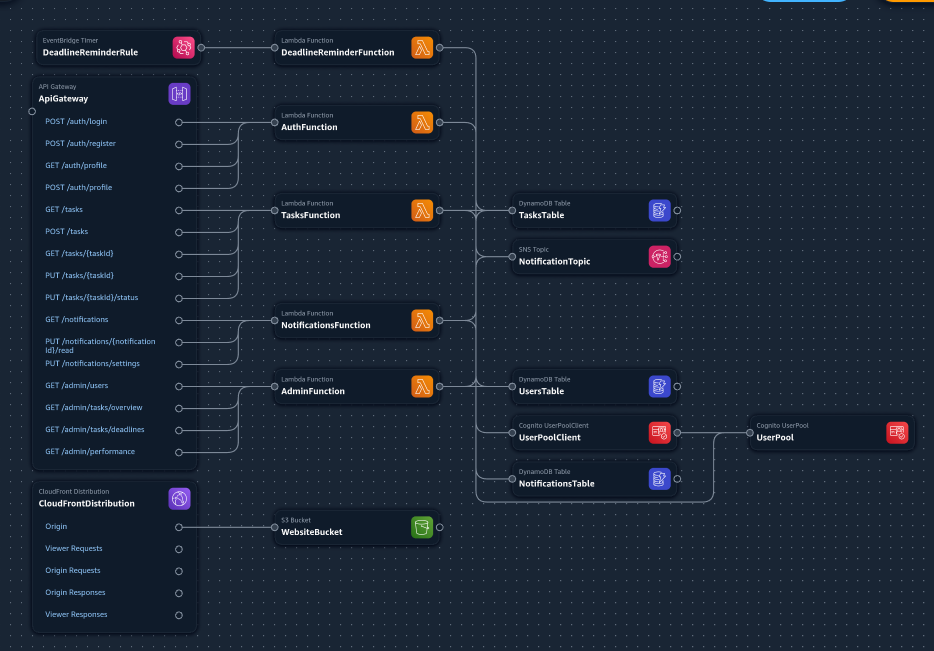 EventBridge Timer
DeadlineReminderRule
Lambda Function
DeadlineReminderFunction
API Gateway
ApiGateway
POST /auth/login
POST /auth/register
GET /auth/profile
POST /auth/profile
GET /tasks
POST /tasks
GET /tasks/{taskId}
PUT /tasks/{taskId}
PUT /tasks/{taskId}/status
GET /notifications
PUT /notifications/{notification
Id}/read
PUT /notifications/settings
GET /admin/users
GET /admin/tasks/overview
GET /admin/tasks/deadlines
GET /admin/performance
Lambda Function
AuthFunction
Lambda Function
TasksFunction
Lambda Function
NotificationsFunction
Lambda Function
AdminFunction
DynamoDB Table
TasksTable
SNS Topic
NotificationTopic
DynamoDB Table
UsersTable
Cognito UserPoolClient
UserPoolClient
DynamoDB Table
NotificationsTable
Cognito UserPool
UserPool
CloudFront Distribution
CloudFrontDistribution
Origin
Viewer Requests
Origin Requests
Origin Responses
Viewer Responses
S3 Bucket
WebsiteBucket